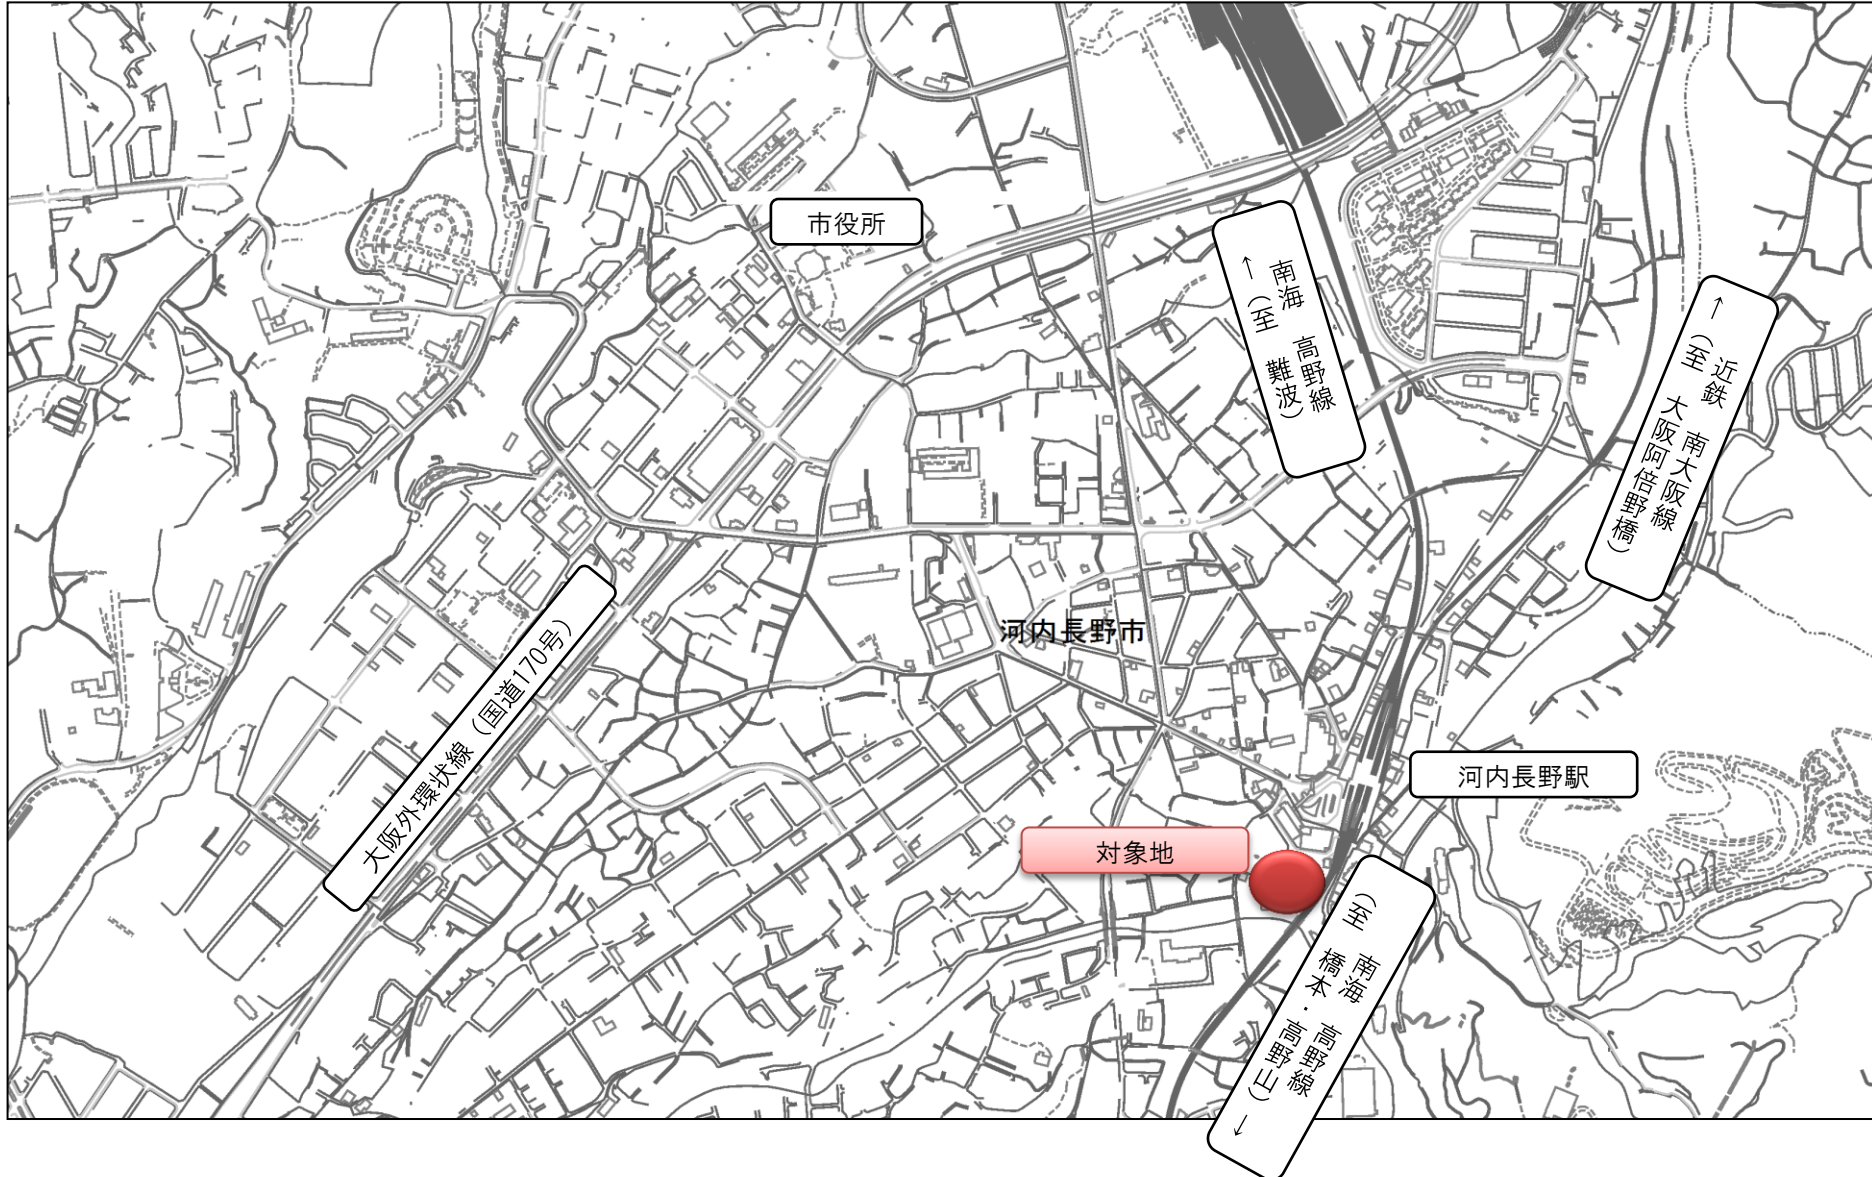 市役所
南海　高野線
←（至　難波）
近鉄　南大阪線
←（至　大阪阿倍野橋）
大阪外環状線（国道170号）
河内長野市
河内長野駅
対象地
南海　高野線
（至　橋本・高野山）→